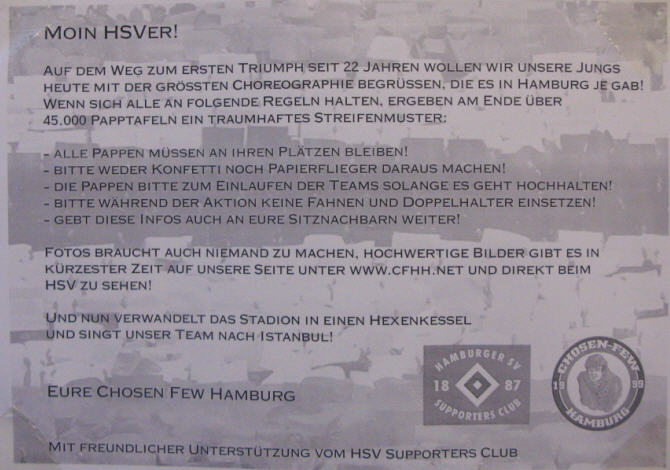 MOIN HSVER!
AUF DEM WEG ZUM ERSTEN TRIUMPH SEIT 22 JAHREN WOLLEN WIR UNSERE JUNGS
HEUTE MIT DER GRÖSSTEN CHOREOGRAPHIE BEGRÜSSEN, DIE ES IN HAMBURG JE GAB!
WENN SICH ALLE AN FOLGENDE REGELN HALTEN, ERGEBEN AM ENDE ÜBER
45.000 PAPPTAFELN EIN TRAUMHAFTES STREIFENMUSTER:
- ALLE PAPPEN MÜSSEN AN IHREN PLÄTZEN BLEIBEN!
- BITTE WEDER KONFETTI NOCH PAPIERFLIEGER DARAUS MACHEN!
- DIE PAPPEN BITTE ZUM EINLAUFEN DER TEAMS SOLANGE ES GEHT HOCHHALTEN!
- BITTE WÄHREND DER AKTION KEINE FAHNEN UND DOPPELHALTER EINSETZEN!
- GEBT DIESE INFOS AUCH AN EURE SITZNACHBARN WEITER!
FOTOS BRAUCHT AUCH NIEMAND ZU MACHEN, HOCHWERTIGE BILDER GIBT ES IN
KÜRZESTER ZEIT AUF UNSERE SEITE UNTER WWW.CFHH.NET UND DIREKT BEIM
HSV ZU SEHEN!
UND NUN VERWANDELT DAS STADION IN EINEN HEXENKESSEL
UND SINGT UNSER TEAM NACH ISTANBUL!
EURE CHOSEN FEW HAMBURG
HAMBURGER SV
18 87
SUPPORTERS CLUB
CHOSEN-FEW
19 99
HAMBURG
MIT FREUNDLICHER UNTERSTÜTZUNG VOM HSV SUPPORTERS CLUB